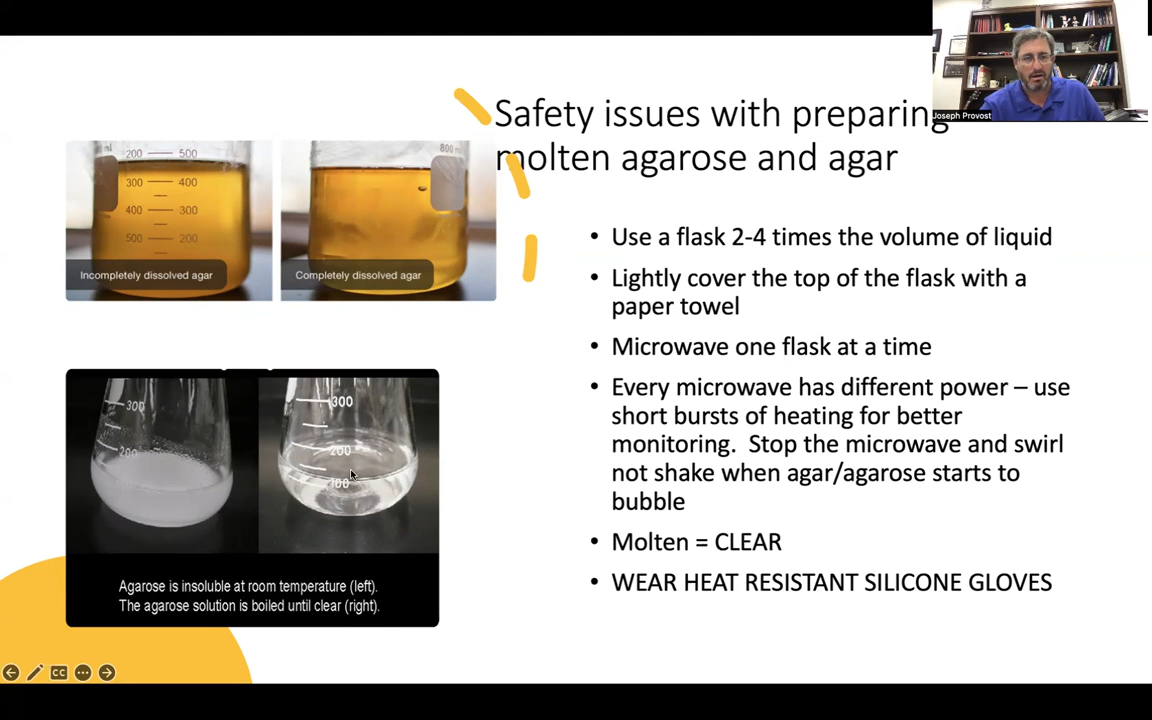 Joseph Provost
Safety issues with preparing
molten agarose and agar
ml
200 500
300 400
400 300
500 200
Incompletely dissolved agar
800
Completely dissolved agar
• Use a flask 2-4 times the volume of liquid
• Lightly cover the top of the flask with a
paper towel
• Microwave one flask at a time
• Every microwave has different power – use
short bursts of heating for better
monitoring. Stop the microwave and swirl
not shake when agar/agarose starts to
bubble
• Molten = CLEAR
• WEAR HEAT RESISTANT SILICONE GLOVES
300
200
300
200
100
Agarose is insoluble at room temperature (left).
The agarose solution is boiled until clear (right).
CC